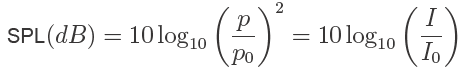 SPL(dB) = 10 log₁₀ (p/p₀)² = 10 log₁₀ (I/I₀)